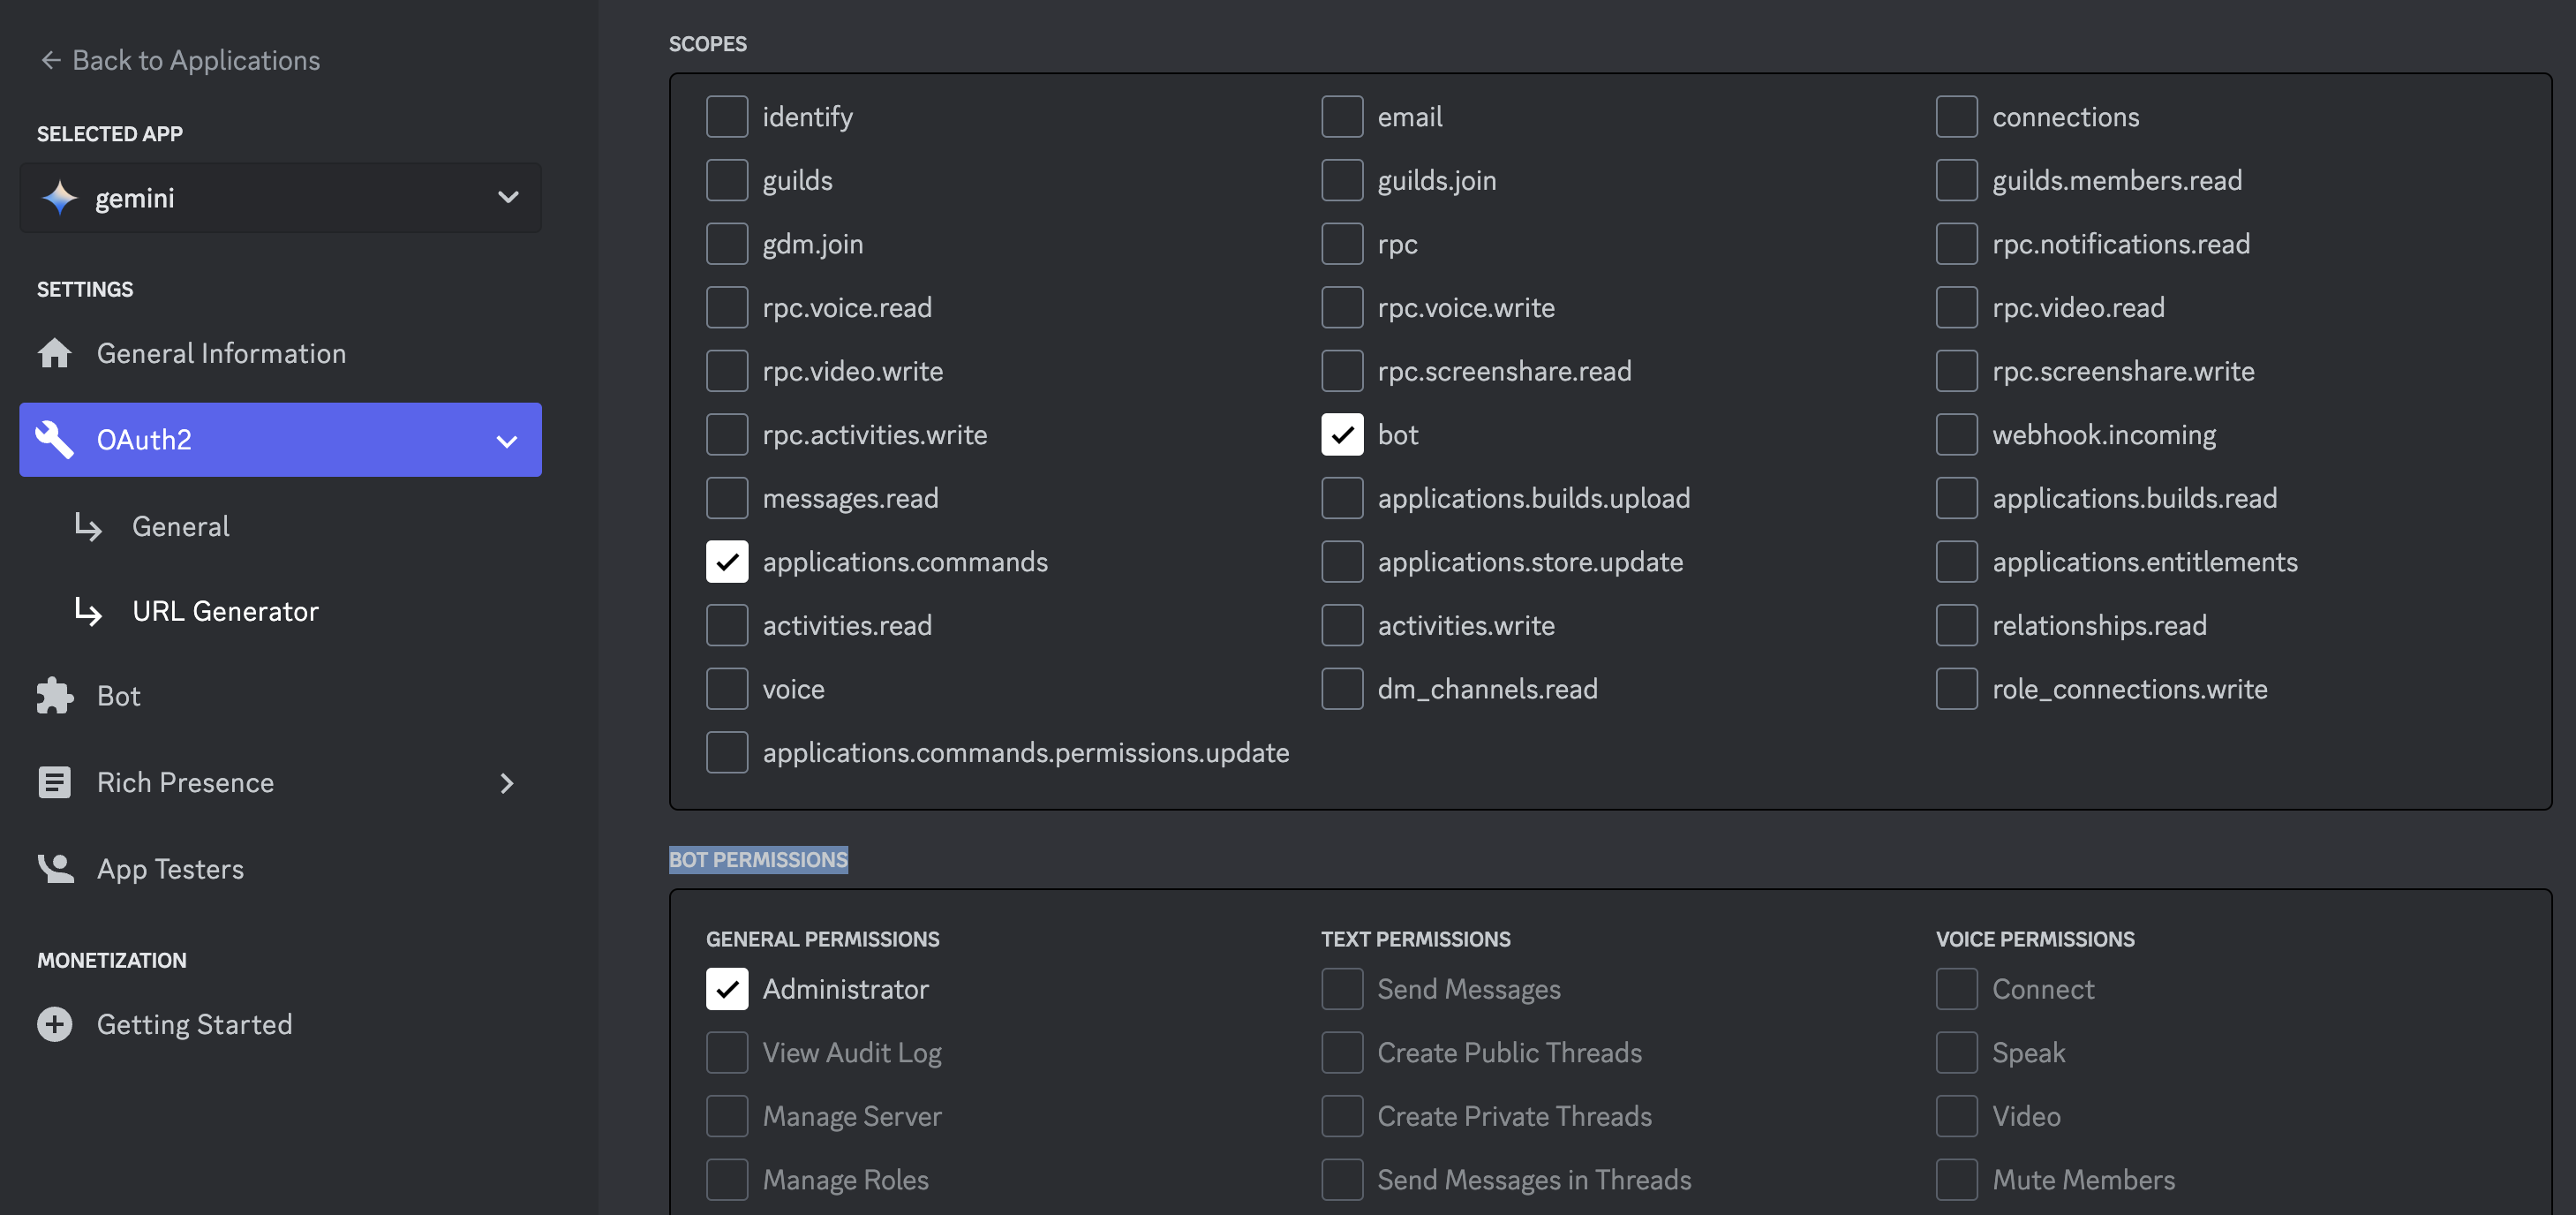 Back to Applications
SELECTED APP
gemini
SETTINGS
General Information
OAuth2
General
URL Generator
Bot
Rich Presence
App Testers
MONETIZATION
Getting Started
SCOPES
identify
email
connections
guilds
guilds.join
guilds.members.read
gdm.join
rpc
rpc.notifications.read
rpc.voice.read
rpc.voice.write
rpc.video.read
rpc.video.write
rpc.screenshare.read
rpc.screenshare.write
rpc.activities.write
bot
webhook.incoming
messages.read
applications.builds.upload
applications.builds.read
applications.commands
applications.store.update
applications.entitlements
activities.read
activities.write
relationships.read
voice
dm_channels.read
role_connections.write
applications.commands.permissions.update
BOT PERMISSIONS
GENERAL PERMISSIONS
Administrator
View Audit Log
Manage Server
Manage Roles
TEXT PERMISSIONS
Send Messages
Create Public Threads
Create Private Threads
Send Messages in Threads
VOICE PERMISSIONS
Connect
Speak
Video
Mute Members